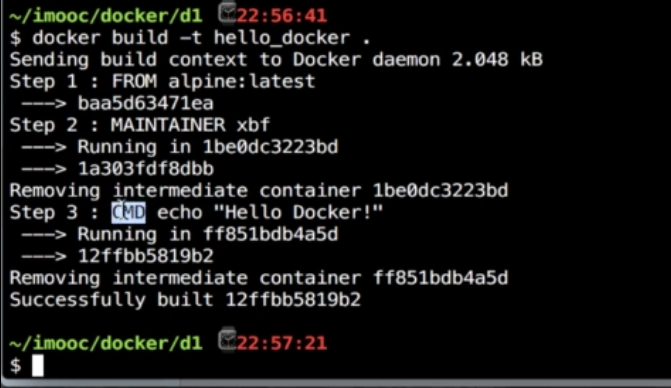 ~/imooc/docker/d1 22:56:41
$ docker build -t hello_docker .
Sending build context to Docker daemon 2.048 kB
Step 1 : FROM alpine:latest
---> baa5d63471ea
Step 2 : MAINTAINER xbf
---> Running in 1be0dc3223bd
---> 1a303fdf8dbb
Removing intermediate container 1be0dc3223bd
Step 3 : CMD echo "Hello Docker!"
---> Running in ff851bdb4a5d
---> 12ffbb5819b2
Removing intermediate container ff851bdb4a5d
Successfully built 12ffbb5819b2
~/imooc/docker/d1 22:57:21
$